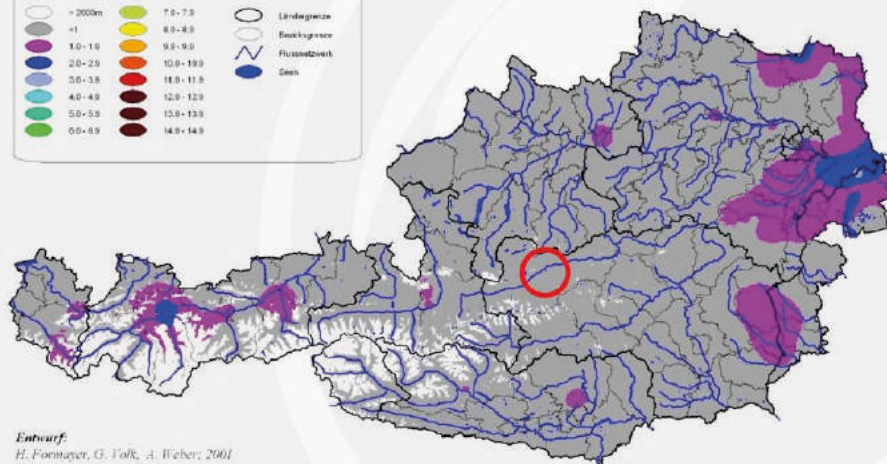 > 2000m
<1
1.0 - 1.9
2.0 - 2.9
3.0 - 3.9
4.0 - 4.9
5.0 - 5.9
6.0 - 6.9
7.0 - 7.9
8.0 - 8.9
9.0 - 9.9
10.0 - 10.9
11.0 - 11.9
12.0 - 12.9
13.0 - 13.9
14.0 - 14.9
Ländergrenze
Bezirksgrenze
Flussnetzwerk
Seen
Entwurf:
H. Formayer, G. Volk, A. Weber; 2001